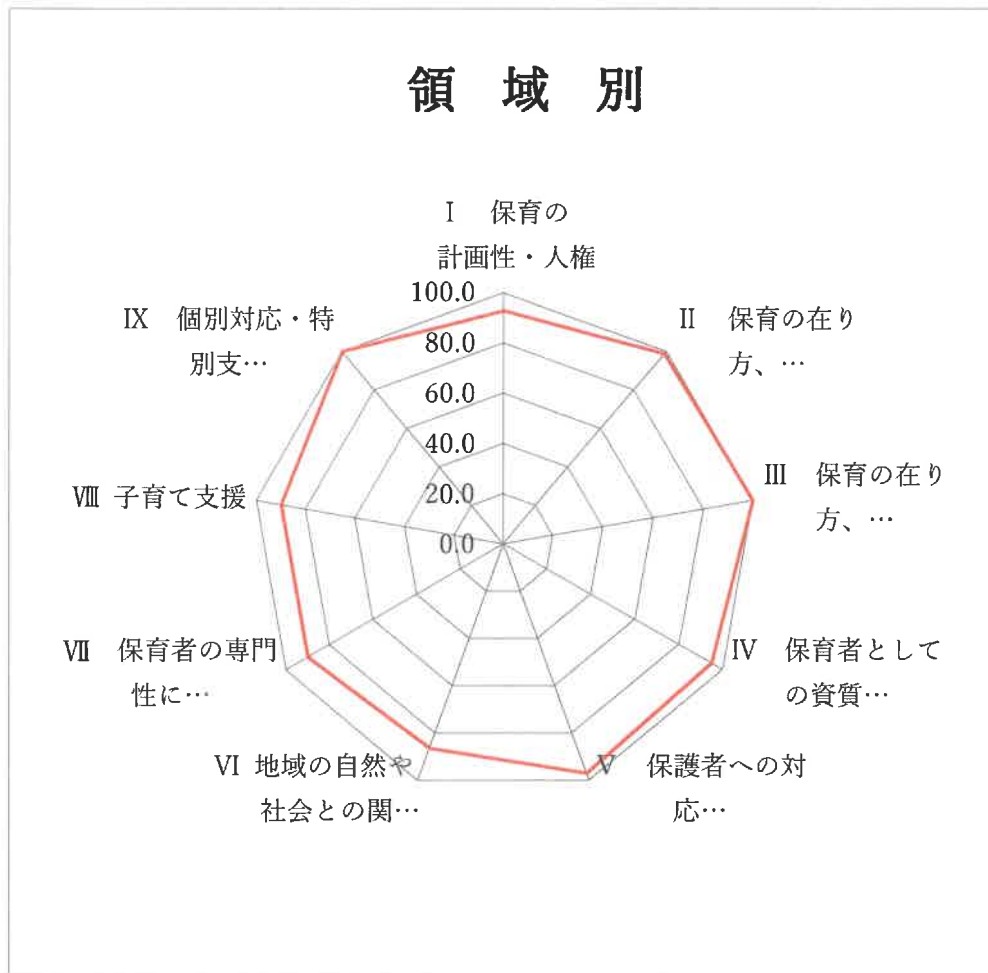 領 域 別
Ⅰ 保育の
計画性・人権
100.0
80.0
60.0
40.0
20.0
0.0
Ⅱ 保育の在り
方、…
Ⅲ 保育の在り
方、…
Ⅳ 保育者として
の資質…
Ⅴ 保護者への対
応…
Ⅵ 地域の自然や
社会との関…
Ⅶ 保育者の専門
性に…
Ⅷ 子育て支援
Ⅸ 個別対応・特
別支…